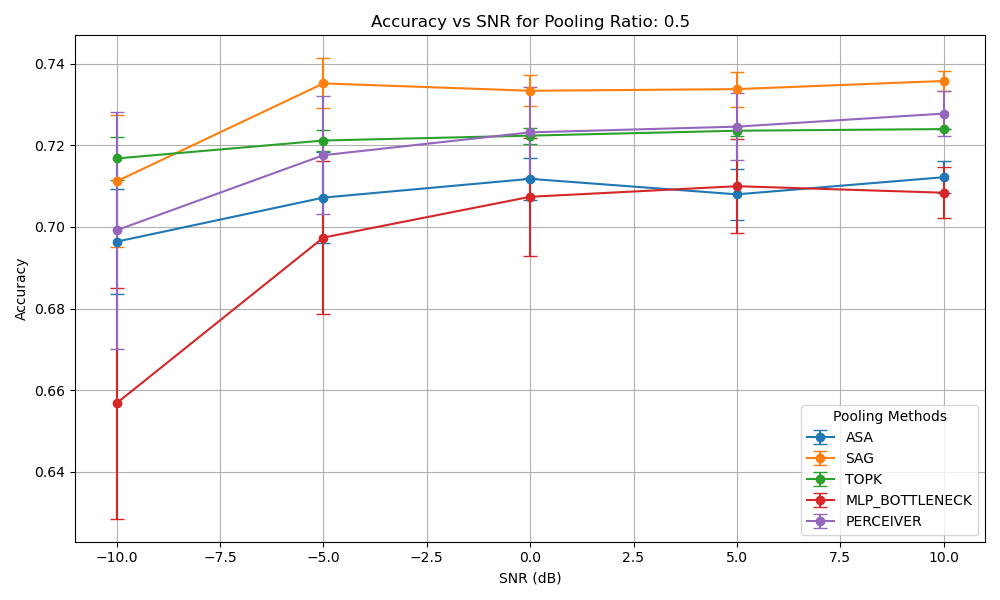 Accuracy vs SNR for Pooling Ratio: 0.5
Accuracy
0.74
0.72
0.70
0.68
0.66
0.64
−10.0 −7.5 −5.0 −2.5 0.0 2.5 5.0 7.5 10.0
SNR (dB)
Pooling Methods
ASA
SAG
TOPK
MLP_BOTTLENECK
PERCEIVER